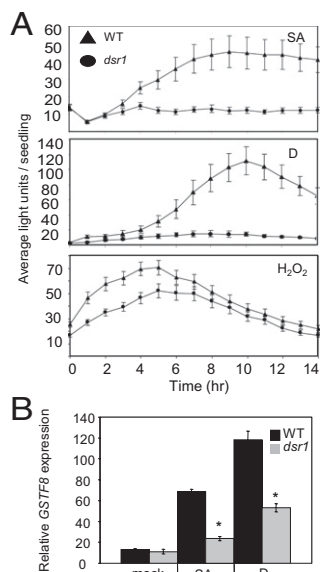 A
Average light units / seedling
60
50
40
30
20
10
WT
dsr1
SA
140
120
100
80
60
40
20
D
70
50
30
10
H2O2
0 2 4 6 8 10 12 14
Time (hr)
B
Relative GSTF8 expression
140
120
100
80
60
40
20
0
WT
dsr1
*
*
mock SA D